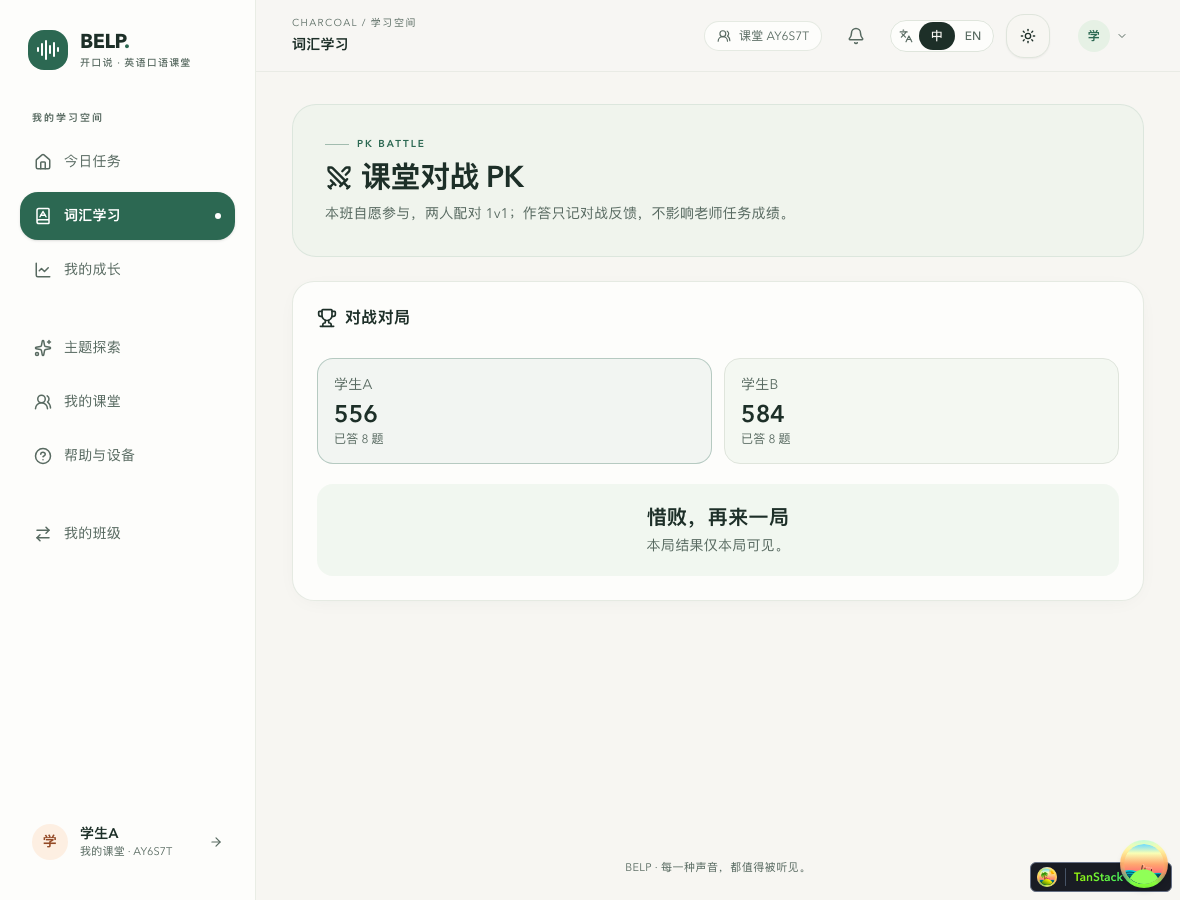 BELP.
开口说 · 英语口语课堂
我的学习空间
今日任务
词汇学习
我的成长
主题探索
我的课堂
帮助与设备
我的班级
学
学生A
我的课堂 · AY6S7T
CHARCOAL / 学习空间
词汇学习
课堂 AY6S7T
中
EN
学
PK BATTLE
课堂对战 PK
本班自愿参与，两人配对 1v1；作答只记对战反馈，不影响老师任务成绩。
对战对局
学生A
556
已答 8 题
学生B
584
已答 8 题
惜败，再来一局
本局结果仅本局可见。
BELP · 每一种声音，都值得被听见。
TanStack